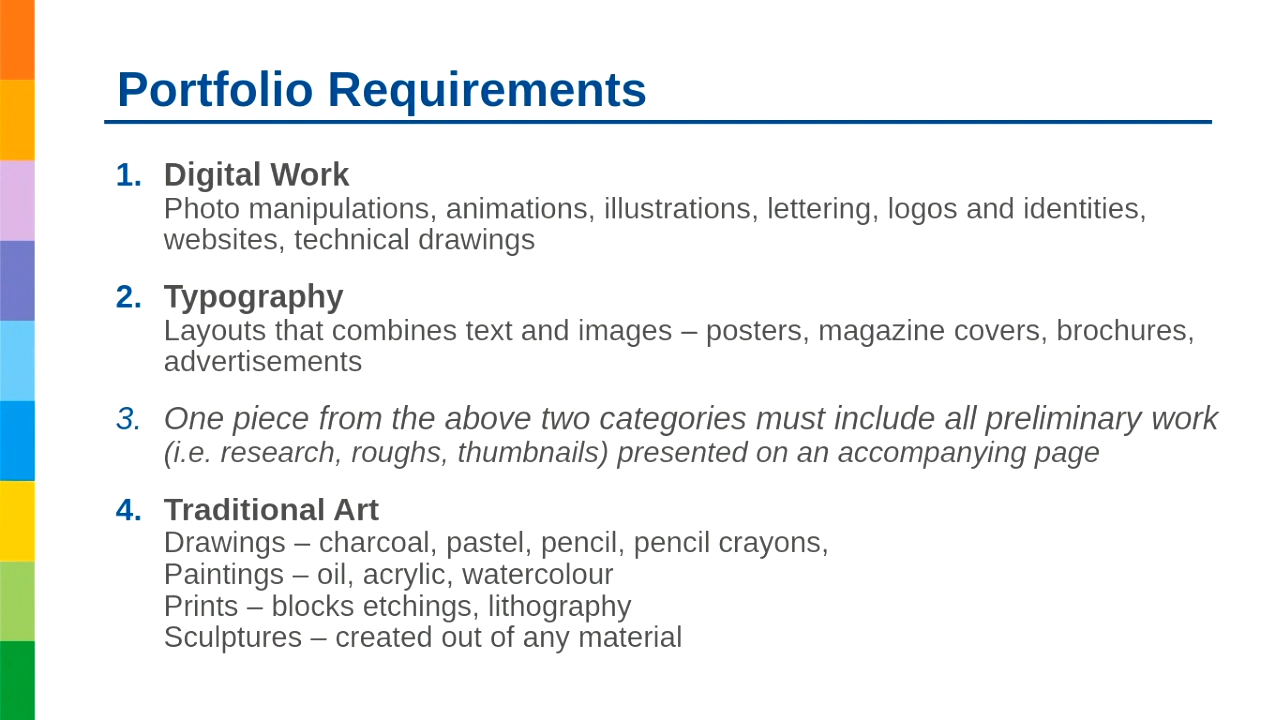 Portfolio Requirements
1. Digital Work
Photo manipulations, animations, illustrations, lettering, logos and identities,
websites, technical drawings
2. Typography
Layouts that combines text and images – posters, magazine covers, brochures,
advertisements
3. One piece from the above two categories must include all preliminary work
(i.e. research, roughs, thumbnails) presented on an accompanying page
4. Traditional Art
Drawings – charcoal, pastel, pencil, pencil crayons,
Paintings – oil, acrylic, watercolour
Prints – blocks etchings, lithography
Sculptures – created out of any material